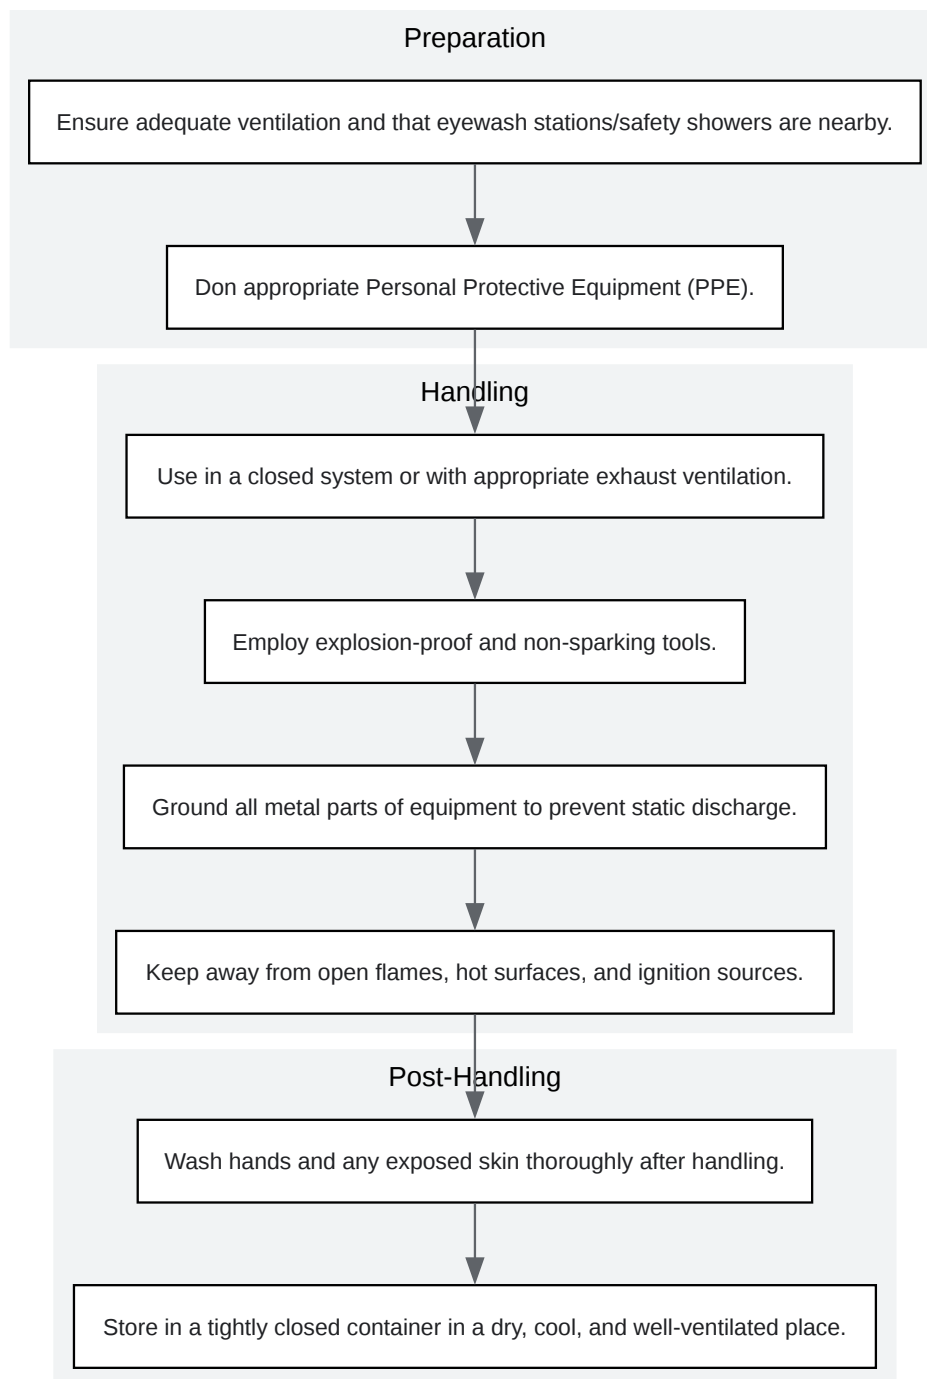 Preparation
Ensure adequate ventilation and that eyewash stations/safety showers are nearby.
Don appropriate Personal Protective Equipment (PPE).
Handling
Use in a closed system or with appropriate exhaust ventilation.
Employ explosion-proof and non-sparking tools.
Ground all metal parts of equipment to prevent static discharge.
Keep away from open flames, hot surfaces, and ignition sources.
Post-Handling
Wash hands and any exposed skin thoroughly after handling.
Store in a tightly closed container in a dry, cool, and well-ventilated place.